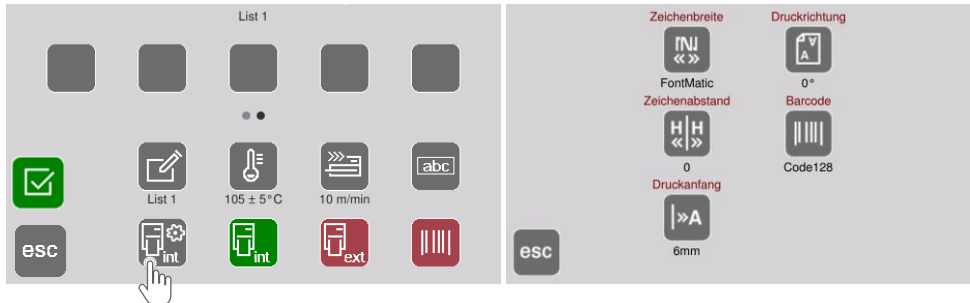 List 1
abc
List 1
105 ± 5°C
10 m/min
esc
int
int
ext
Zeichenbreite
Druckrichtung
N
A
A
FontMatic
0°
Zeichenabstand
Barcode
H H
0
Code128
Druckanfang
»A
6mm
esc